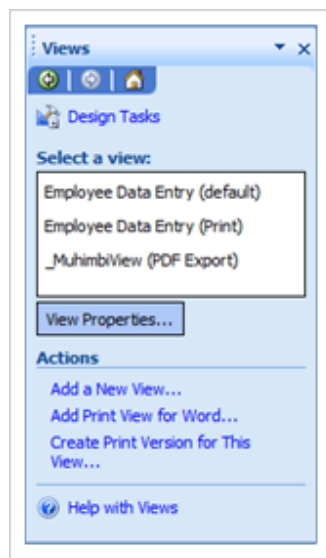 Views
Design Tasks
Select a view:
Employee Data Entry (default)
Employee Data Entry (Print)
_MuhimbiView (PDF Export)
View Properties...
Actions
Add a New View...
Add Print View for Word...
Create Print Version for This
View...
Help with Views